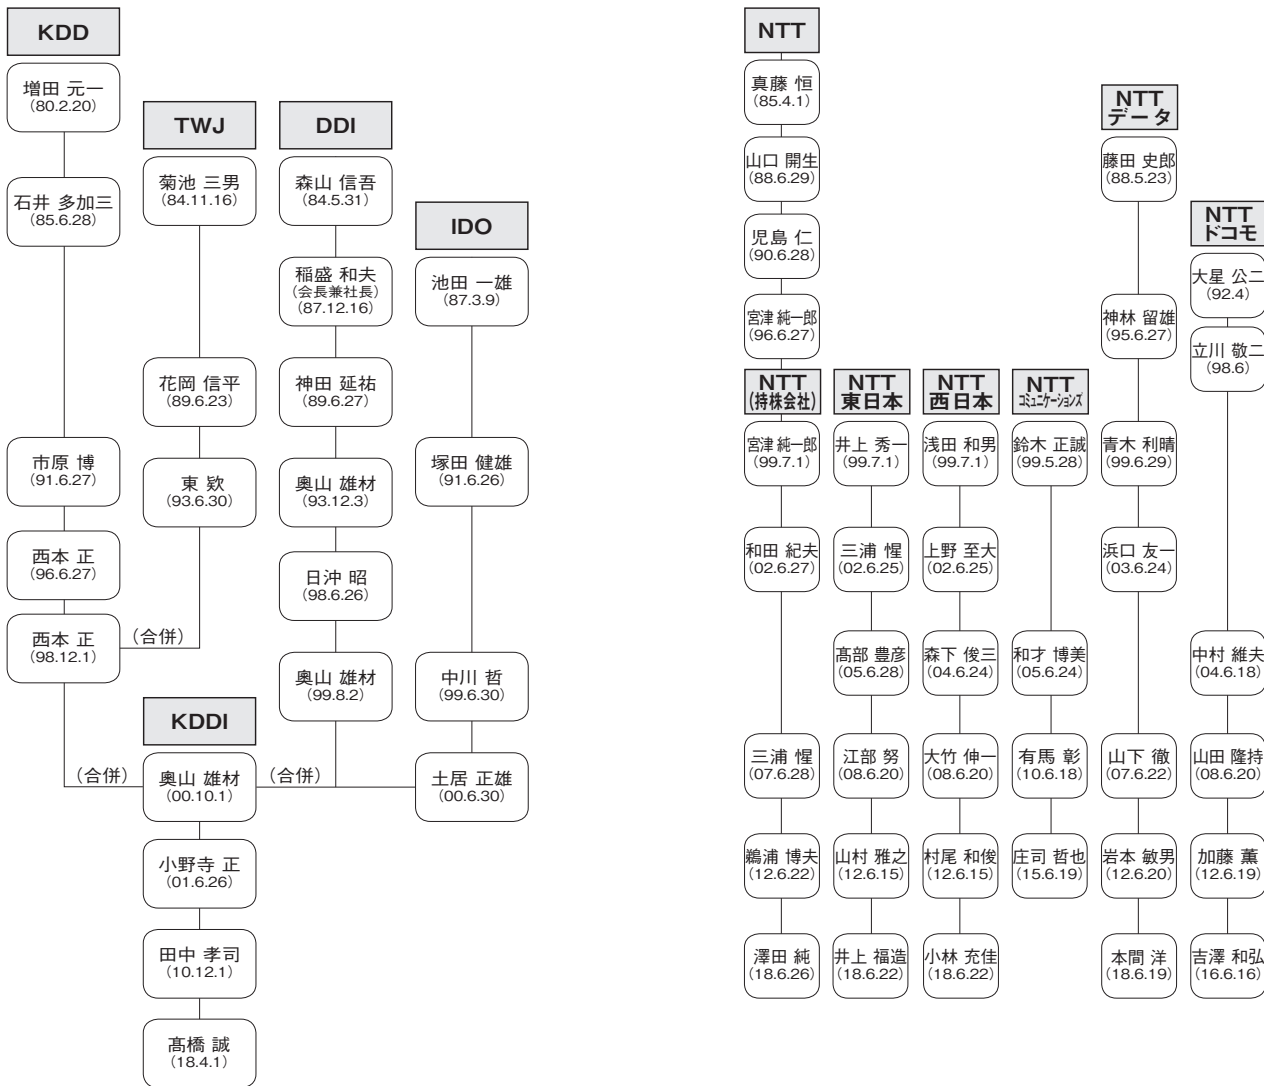 KDD
増田 元一
(80.2.20)
石井 多加三
(85.6.28)
市原 博
(91.6.27)
西本 正
(96.6.27)
西本 正
(98.12.1)
(合併)
TWJ
菊池 三男
(84.11.16)
花岡 信平
(89.6.23)
東 款
(93.6.30)
DDI
森山 信吾
(84.5.31)
稲盛 和夫
(会長兼社長)
(87.12.16)
神田 延祐
(89.6.27)
奥山 雄材
(93.12.3)
日沖 昭
(98.6.26)
奥山 雄材
(99.8.2)
IDO
池田 一雄
(87.3.9)
塚田 健雄
(91.6.26)
中川 哲
(99.6.30)
土居 正雄
(00.6.30)
KDDI
(合併)
奥山 雄材
(00.10.1)
(合併)
小野寺 正
(01.6.26)
田中 孝司
(10.12.1)
髙橋 誠
(18.4.1)
NTT
真藤 恒
(85.4.1)
山口 開生
(88.6.29)
児島 仁
(90.6.28)
宮津 純一郎
(96.6.27)
NTT
(持株会社)
宮津 純一郎
(99.7.1)
和田 紀夫
(02.6.27)
三浦 惺
(07.6.28)
鵜浦 博夫
(12.6.22)
澤田 純
(18.6.26)
NTT
東日本
井上 秀一
(99.7.1)
三浦 惺
(02.6.25)
髙部 豊彦
(05.6.28)
江部 努
(08.6.20)
山村 雅之
(12.6.15)
井上 福造
(18.6.22)
NTT
西日本
浅田 和男
(99.7.1)
上野 至大
(02.6.25)
森下 俊三
(04.6.24)
大竹 伸一
(08.6.20)
村尾 和俊
(12.6.15)
小林 充佳
(18.6.22)
NTT
コミュニケーションズ
鈴木 正誠
(99.5.28)
和才 博美
(05.6.24)
有馬 彰
(10.6.18)
庄司 哲也
(15.6.19)
NTT
データ
藤田 史郎
(88.5.23)
神林 留雄
(95.6.27)
青木 利晴
(99.6.29)
浜口 友一
(03.6.24)
山下 徹
(07.6.22)
岩本 敏男
(12.6.20)
本間 洋
(18.6.19)
NTT
ドコモ
大星 公二
(92.4)
立川 敬二
(98.6)
中村 維夫
(04.6.18)
山田 隆持
(08.6.20)
加藤 薫
(12.6.19)
吉澤 和弘
(16.6.16)